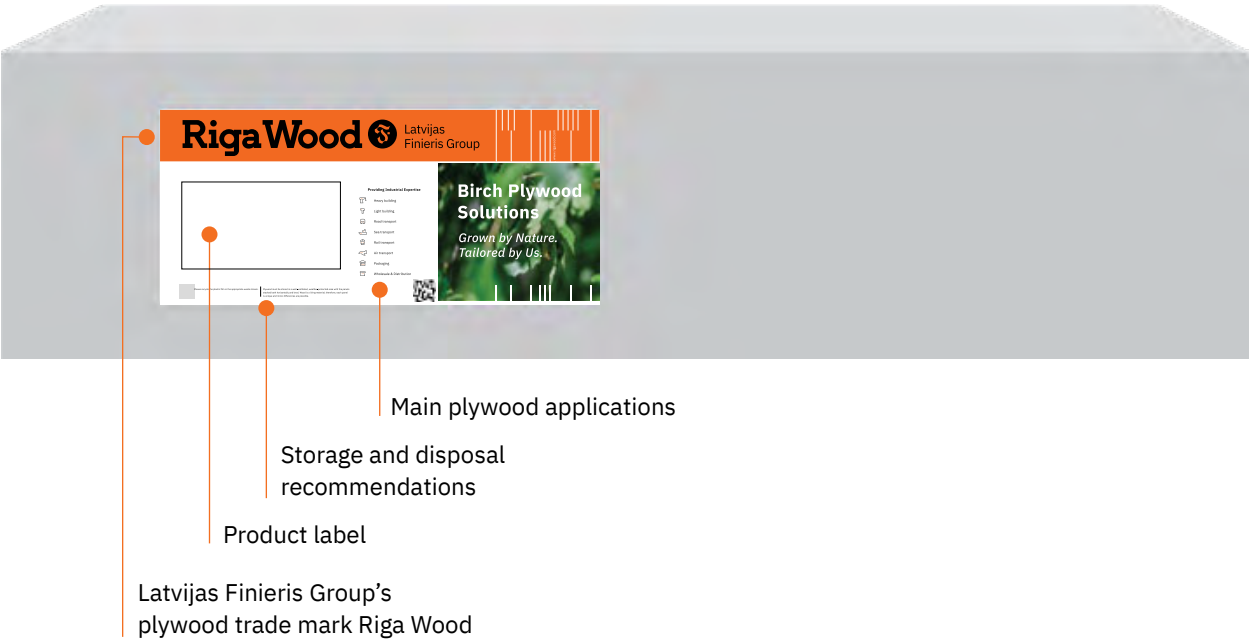 RigaWood
Latvijas
Finieris Group
Providing Industrial Expertise
Heavy building
Light building
Road transport
Sea transport
Rail transport
Air transport
Packaging
Wholesale & Distribution
Birch Plywood
Solutions
Grown by Nature.
Tailored by Us.
Main plywood applications
Storage and disposal
recommendations
Product label
Latvijas Finieris Group’s
plywood trade mark Riga Wood